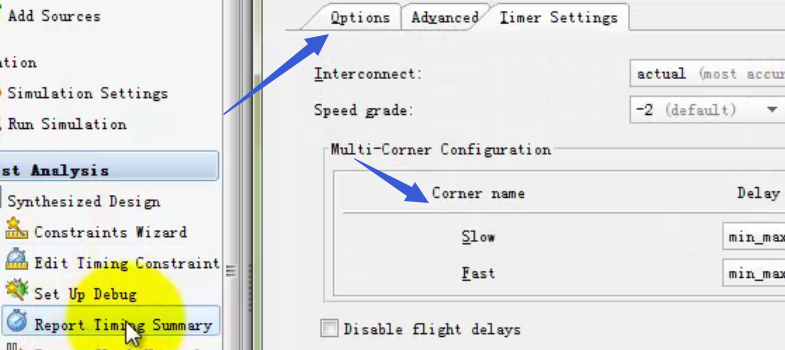 Add Sources
ation
Simulation Settings
Run Simulation
st Analysis
Synthesized Design
Constraints Wizard
Edit Timing Constraint
Set Up Debug
Report Timing Summary
Options Advanced Timer Settings
Interconnect: actual (most accur
Speed grade: -2 (default)
Multi-Corner Configuration
Corner name Delay
Slow min_max
Fast min_max
Disable flight delays